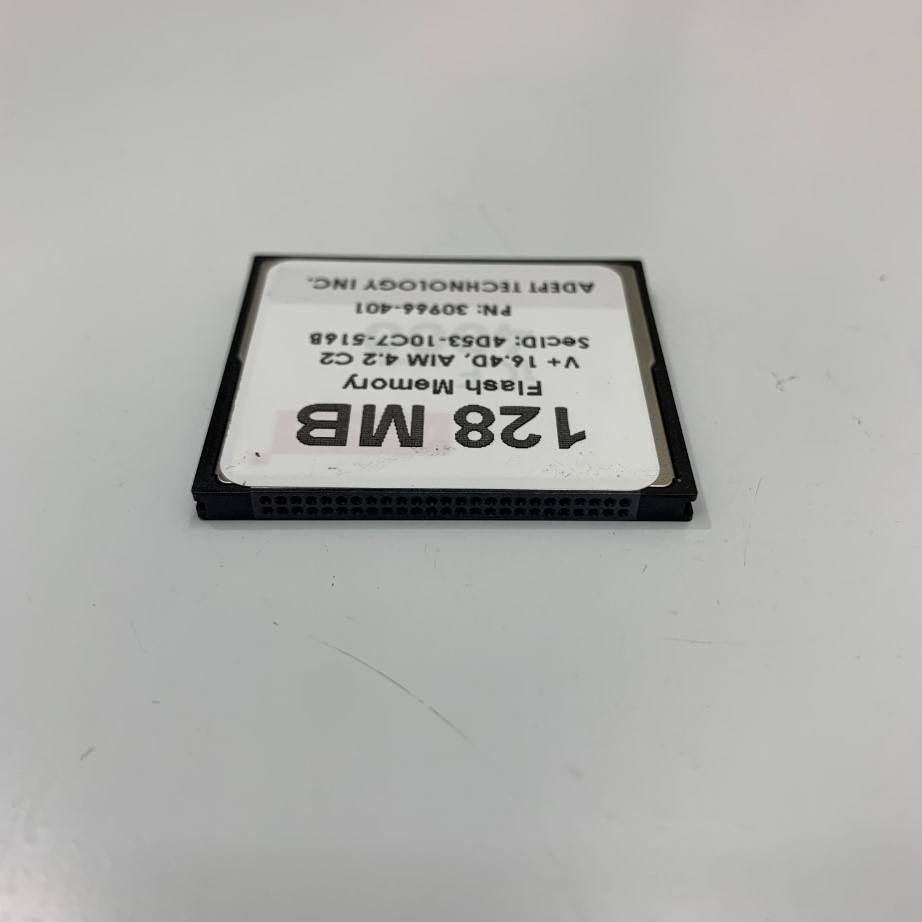 128 MB
Flash Memory
V+ 16.4D, AIM 4.2 C2
SecID: 4D53-10C7-516B
PN: 30966-401
ADEPT TECHNOLOGY INC.